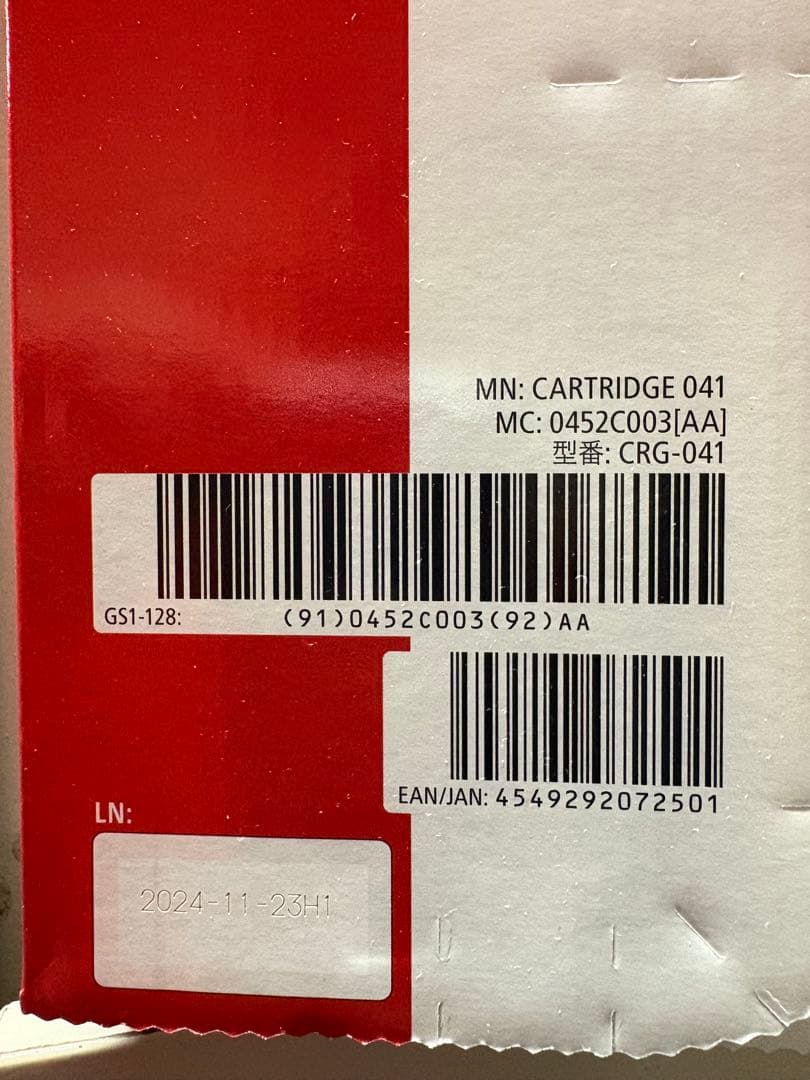 MN: CARTRIDGE 041
MC: 0452C003[AA]
型番: CRG-041
GS1-128: (91)0452C003(92)AA
EAN/JAN: 4549292072501
LN:
2024-11-23H1